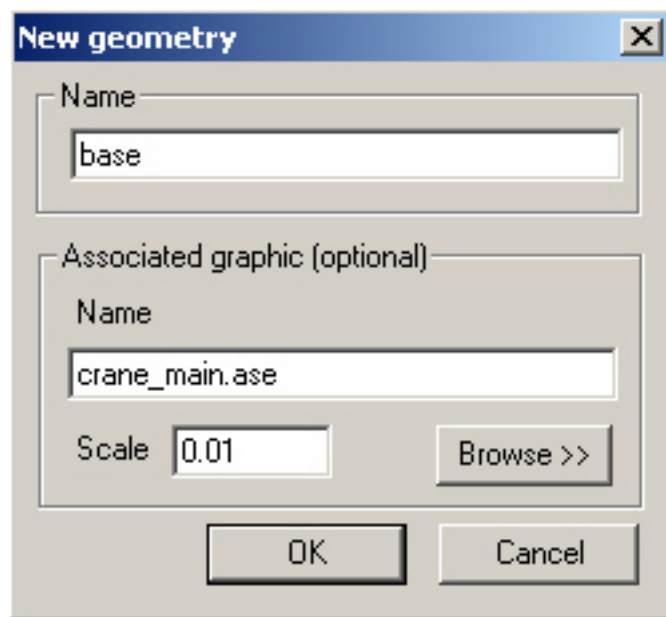 New geometry
Name
base
Associated graphic (optional)
Name
crane_main.ase
Scale 0.01 Browse >>
OK Cancel